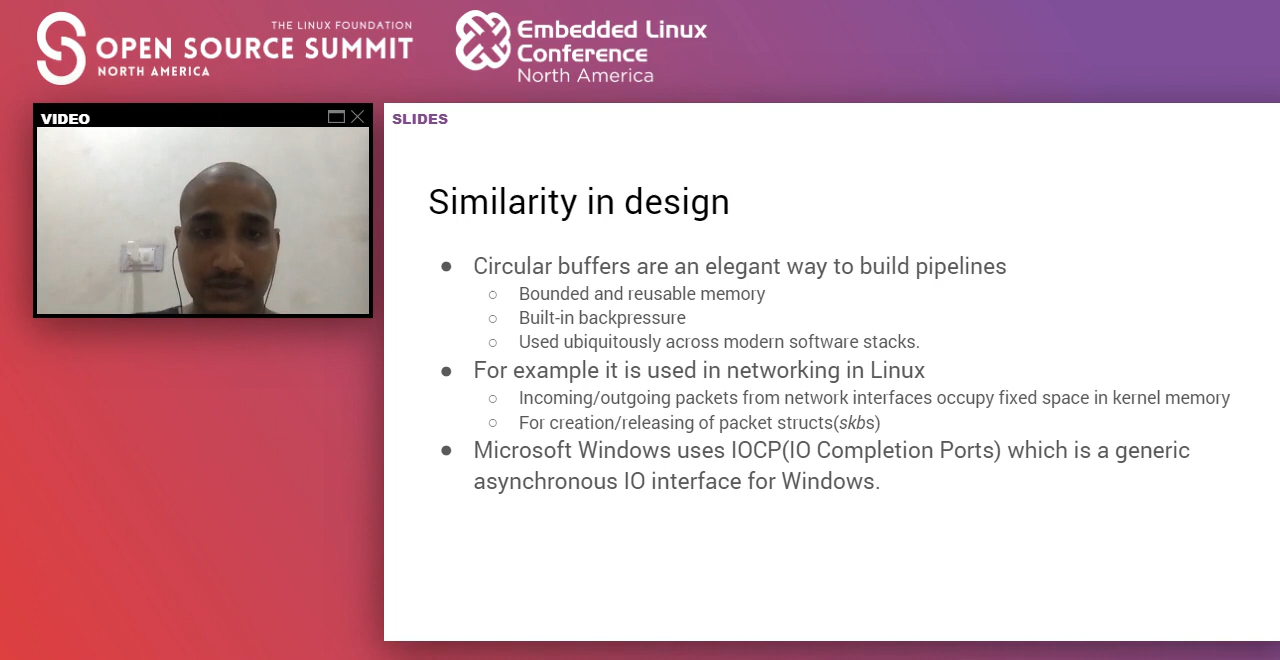 THE LINUX FOUNDATION
OPEN SOURCE SUMMIT
NORTH AMERICA
Embedded Linux
Conference
North America
VIDEO
SLIDES
Similarity in design
● Circular buffers are an elegant way to build pipelines
○ Bounded and reusable memory
○ Built-in backpressure
○ Used ubiquitously across modern software stacks.
● For example it is used in networking in Linux
○ Incoming/outgoing packets from network interfaces occupy fixed space in kernel memory
○ For creation/releasing of packet structs(skbs)
● Microsoft Windows uses IOCP(IO Completion Ports) which is a generic
asynchronous IO interface for Windows.